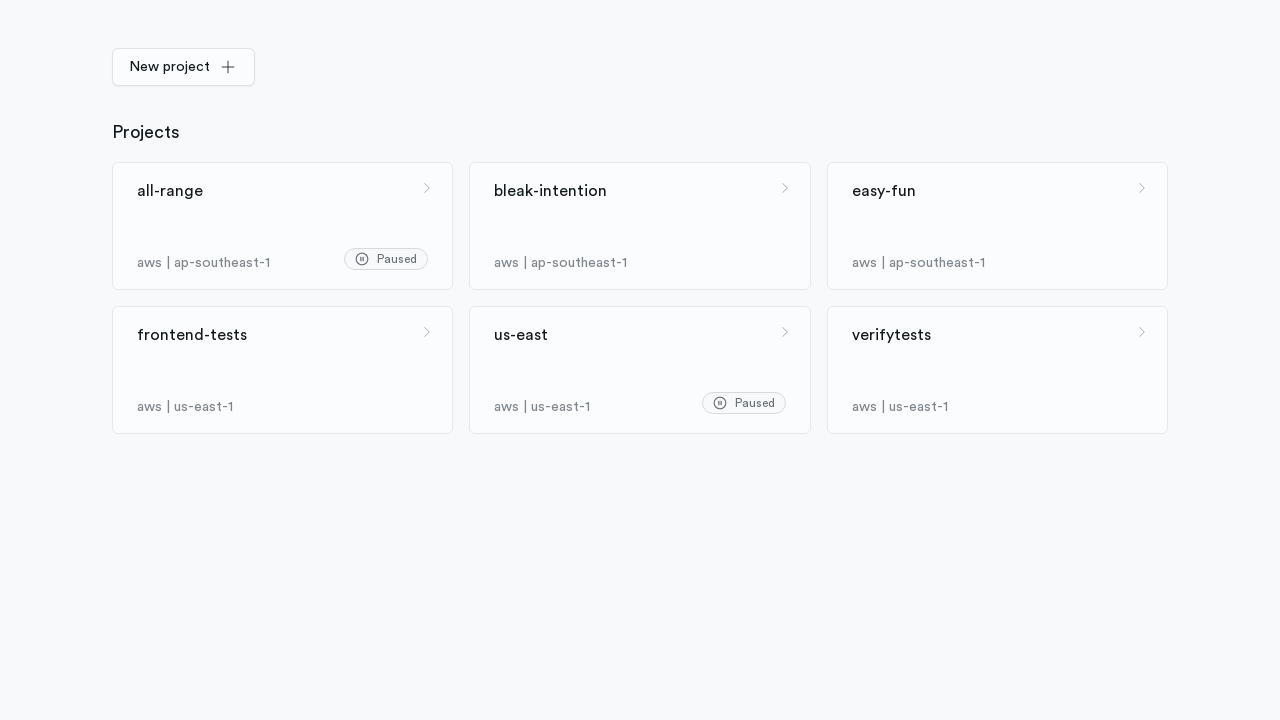 New project
Projects
all-range
aws | ap-southeast-1
Paused
bleak-intention
aws | ap-southeast-1
easy-fun
aws | ap-southeast-1
frontend-tests
aws | us-east-1
us-east
aws | us-east-1
Paused
verifytests
aws | us-east-1